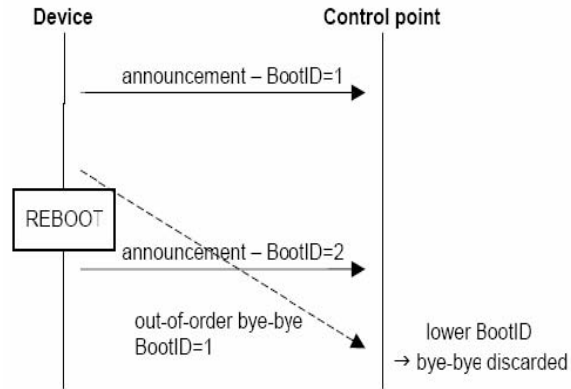 Device
Control point
announcement – BootID=1
REBOOT
announcement – BootID=2
out-of-order bye-bye
BootID=1
lower BootID
→ bye-bye discarded